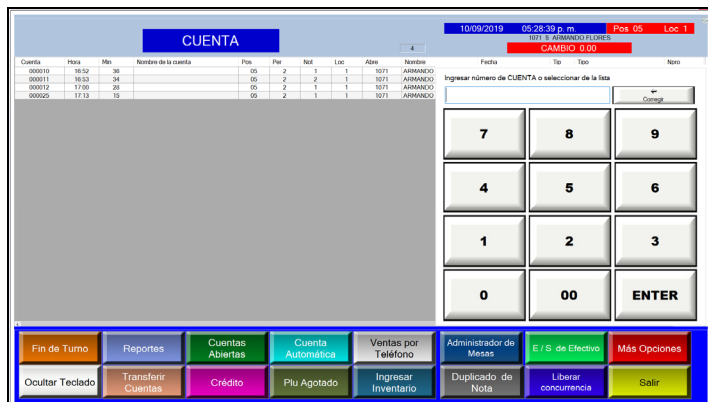 10/09/2019 05:28:39 p. m. Pos 05 Loc 1
CUENTA
1071 5 ARMANDO FLORES
4
CAMBIO 0.00
Cuenta Hora Min Nombre de la cuenta Pos Per Not Loc Abre Nombre Fecha Tip Tipo Npro
000010 16:52 36 05 2 1 1 1071 ARMANDO
000011 16:53 34 05 2 2 1 1071 ARMANDO
000012 17:00 28 05 2 1 1 1071 ARMANDO
000025 17:13 15 05 2 1 1 1071 ARMANDO
Ingresar número de CUENTA o seleccionar de la lista
Corregir
7 8 9
4 5 6
1 2 3
0 00 ENTER
Fin de Turno
Reportes
Cuentas
Abiertas
Cuenta
Automática
Ventas por
Teléfono
Administrador de
Mesas
E / S de Efectivo
Más Opciones
Ocultar Teclado
Transferir
Cuentas
Crédito
Plu Agotado
Ingresar
Inventario
Duplicado de
Nota
Liberar
concurrencia
Salir